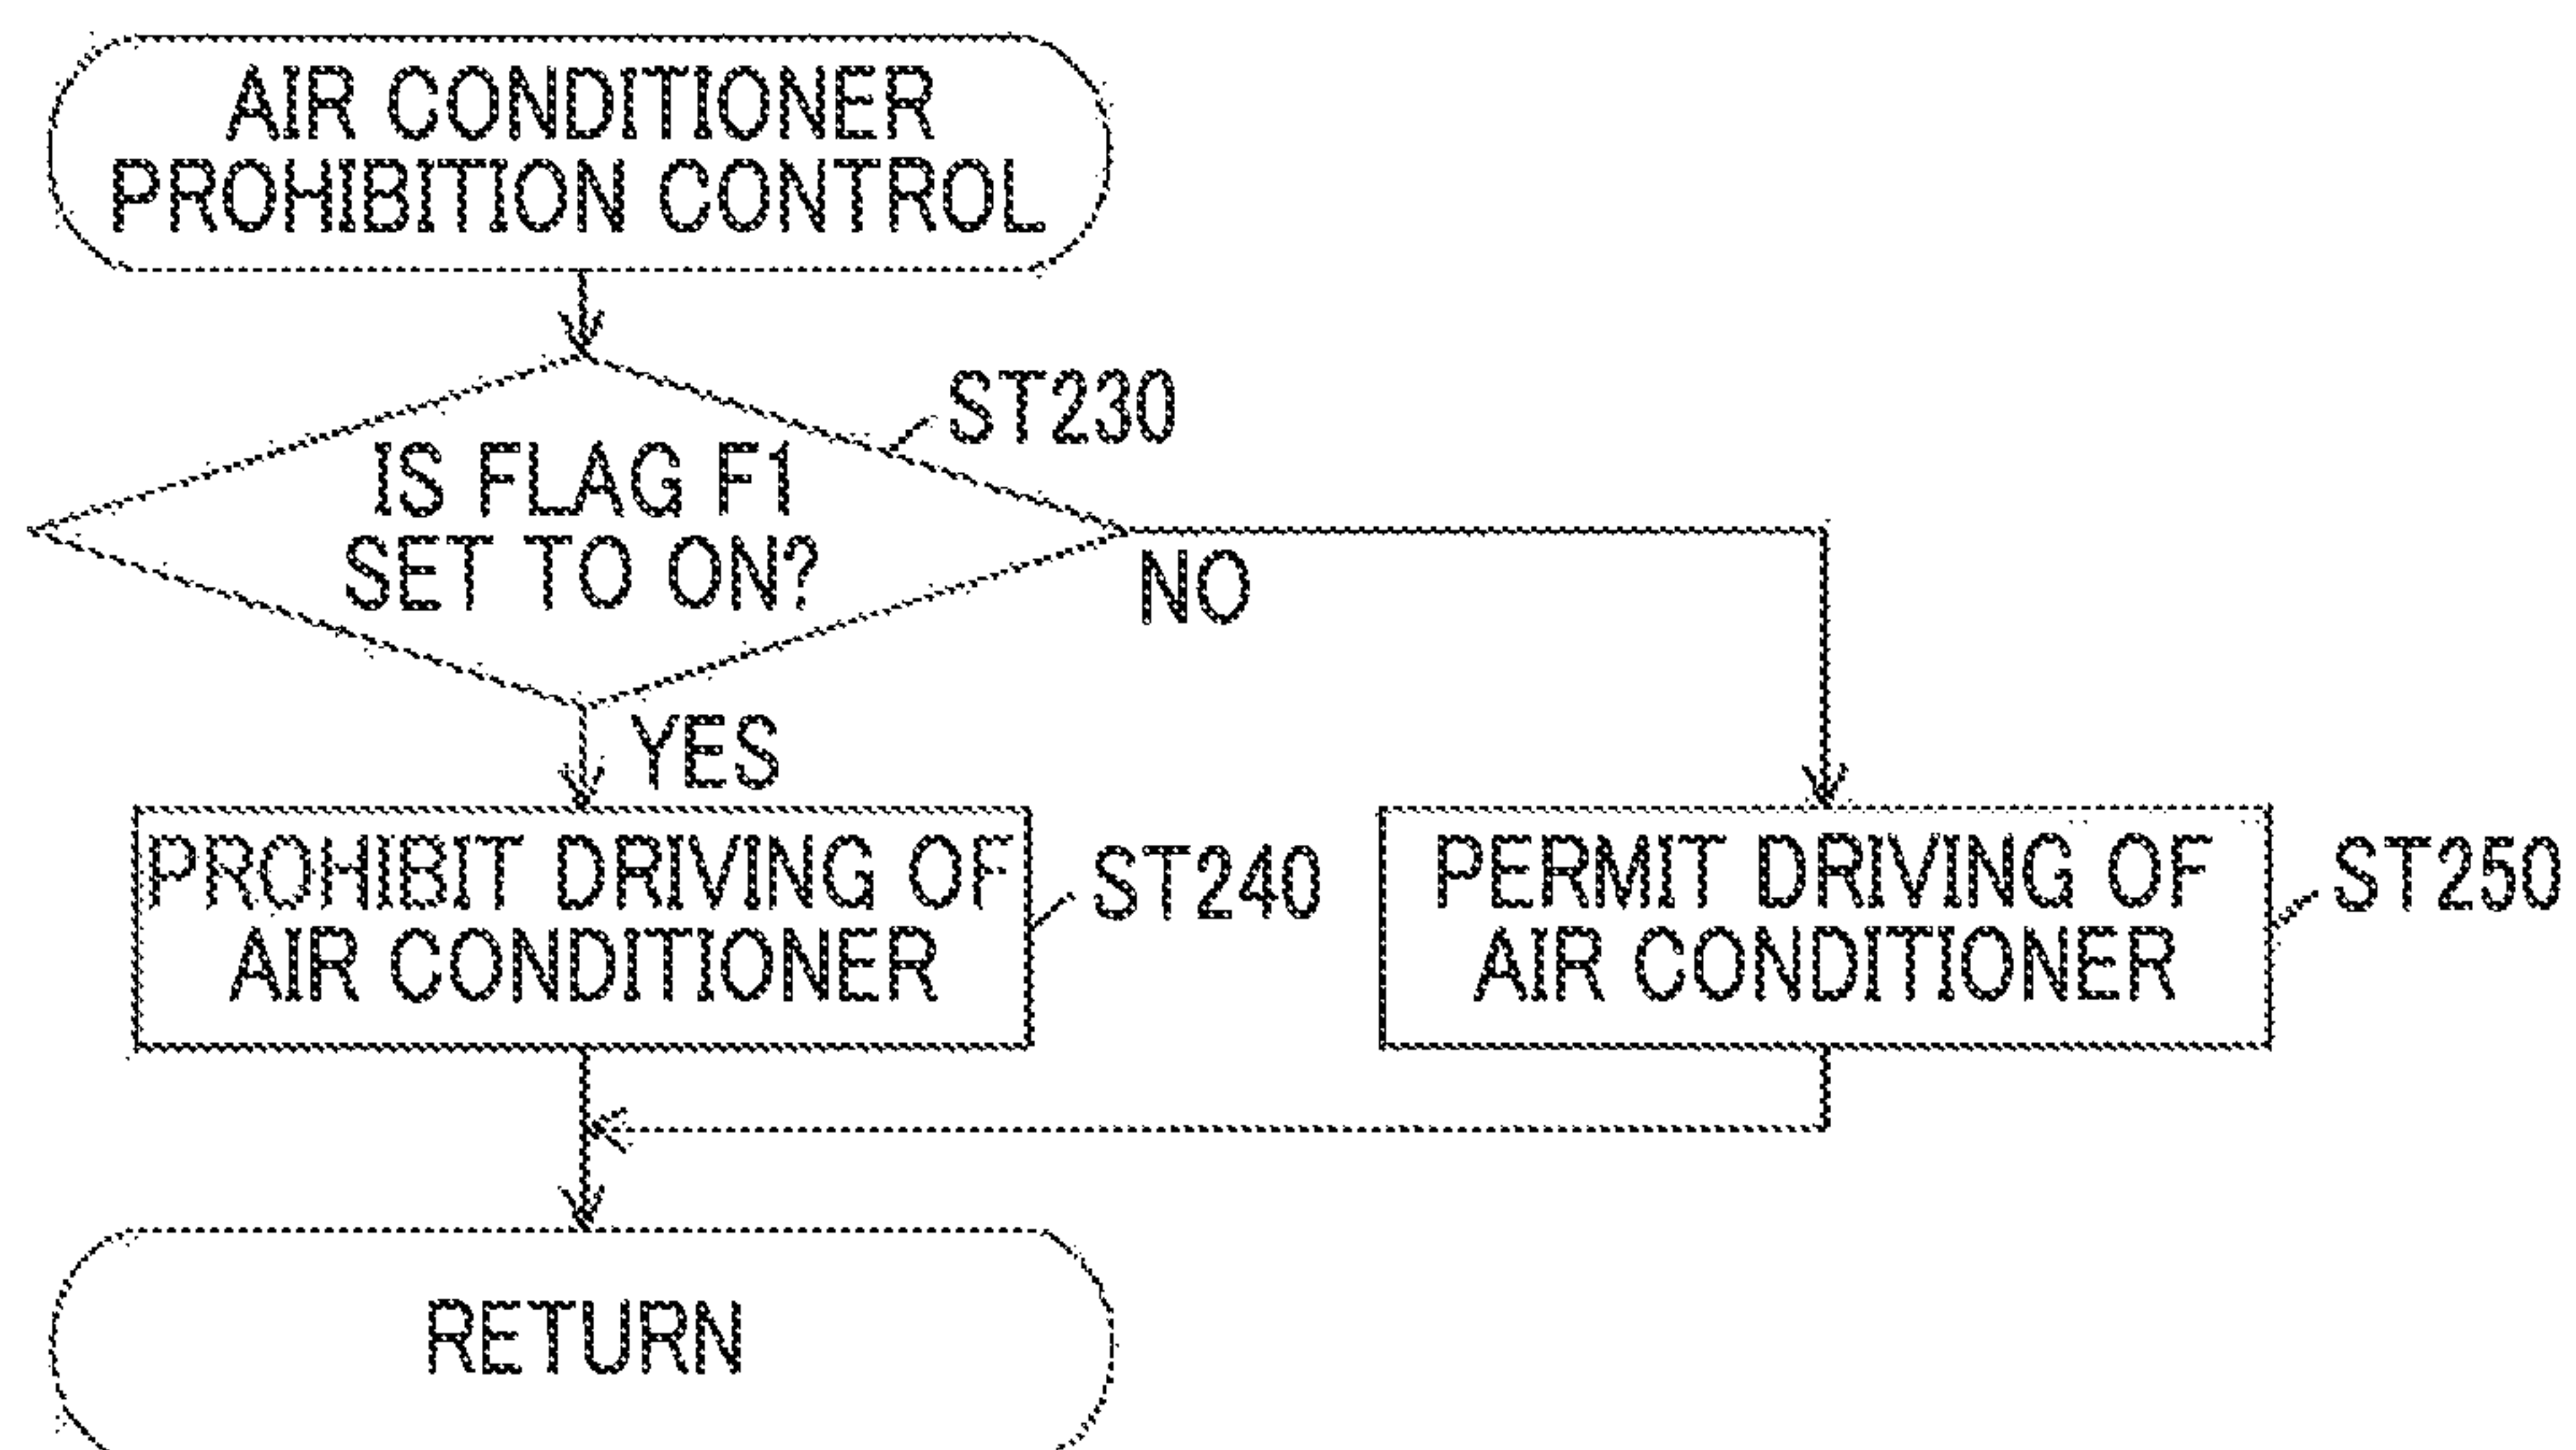 AIR CONDITIONER
PROHIBITION CONTROL
ST230
IS FLAG F1
SET TO ON?
NO
YES
PROHIBIT DRIVING OF
AIR CONDITIONER
ST240
PERMIT DRIVING OF
AIR CONDITIONER
ST250
RETURN